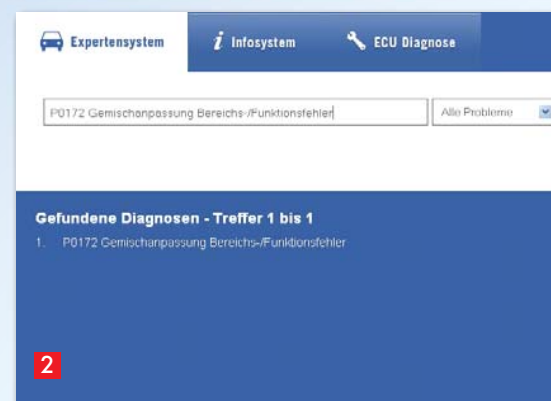 Expertensystem
i Infosystem
ECU Diagnose
P0172 Gemischanpassung Bereichs-/Funktionsfehler
Alle Probleme
Gefundene Diagnosen - Treffer 1 bis 1
1. P0172 Gemischanpassung Bereichs-/Funktionsfehler
2